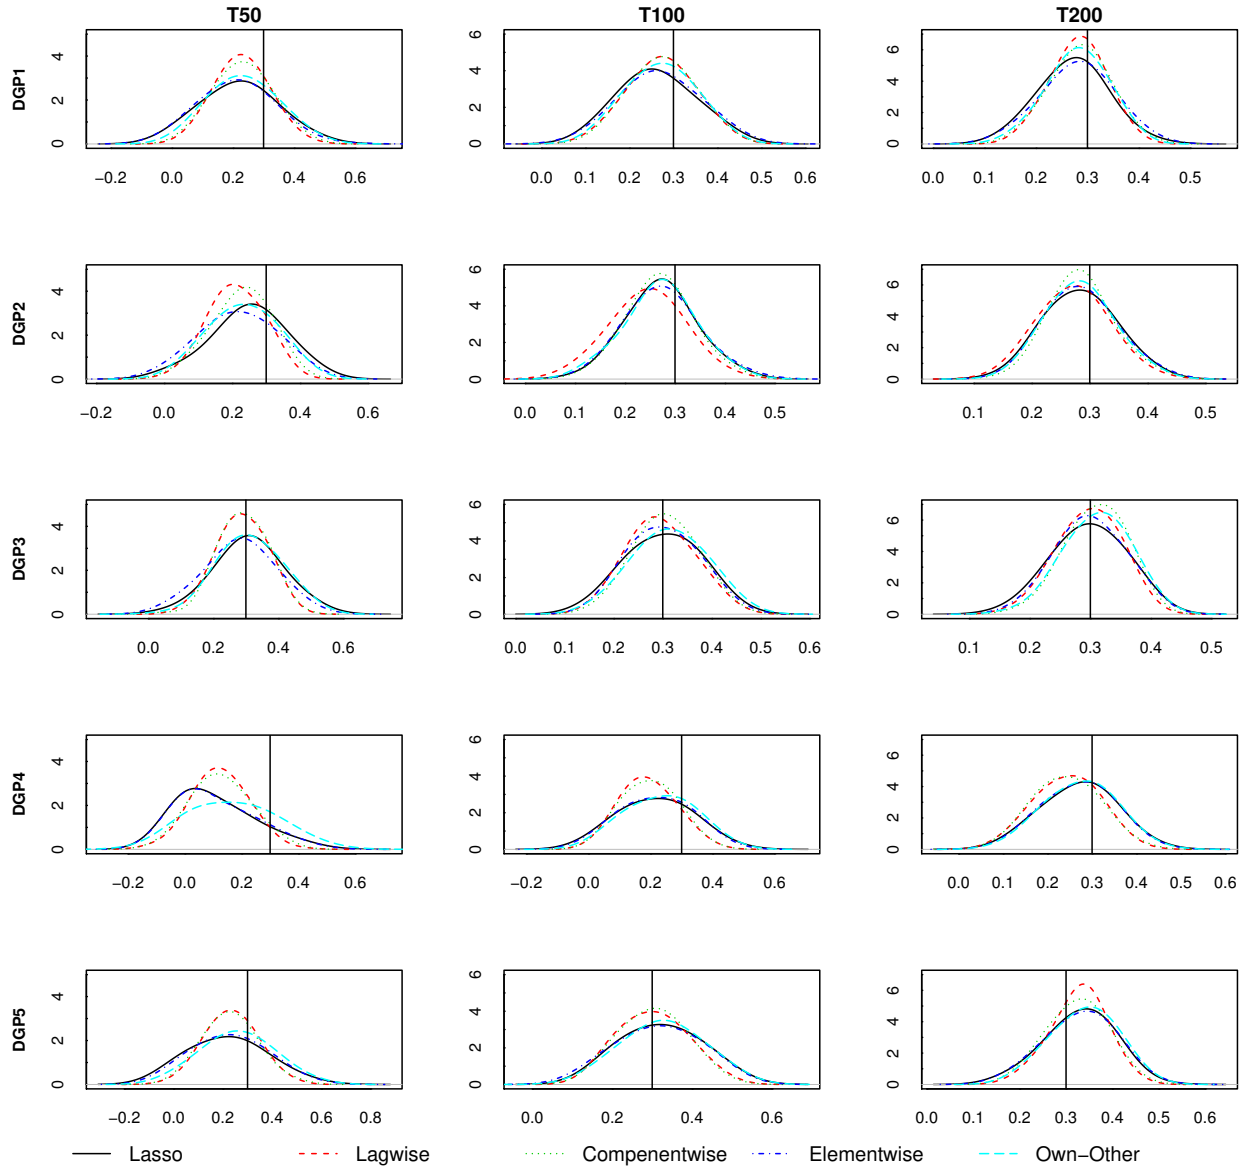 T50 T100 T200
DGP1
0 2 4
−0.2 0.0 0.2 0.4 0.6
0 2 4 6
0.0 0.1 0.2 0.3 0.4 0.5 0.6
0 2 4 6
0.0 0.1 0.2 0.3 0.4 0.5
DGP2
0 2 4
−0.2 0.0 0.2 0.4 0.6
0 2 4 6
0.0 0.1 0.2 0.3 0.4 0.5
0 2 4 6
0.1 0.2 0.3 0.4 0.5
DGP3
0 2 4
0.0 0.2 0.4 0.6
0 2 4 6
0.0 0.1 0.2 0.3 0.4 0.5 0.6
0 2 4 6
0.1 0.2 0.3 0.4 0.5
DGP4
0 2 4
−0.2 0.0 0.2 0.4 0.6
0 2 4 6
−0.2 0.0 0.2 0.4 0.6
0 2 4 6
0.0 0.1 0.2 0.3 0.4 0.5 0.6
DGP5
0 2 4
−0.2 0.0 0.2 0.4 0.6 0.8
0 2 4 6
0.0 0.2 0.4 0.6
0 2 4 6
0.0 0.1 0.2 0.3 0.4 0.5 0.6
Lasso Lagwise Compenentwise Elementwise Own−Other